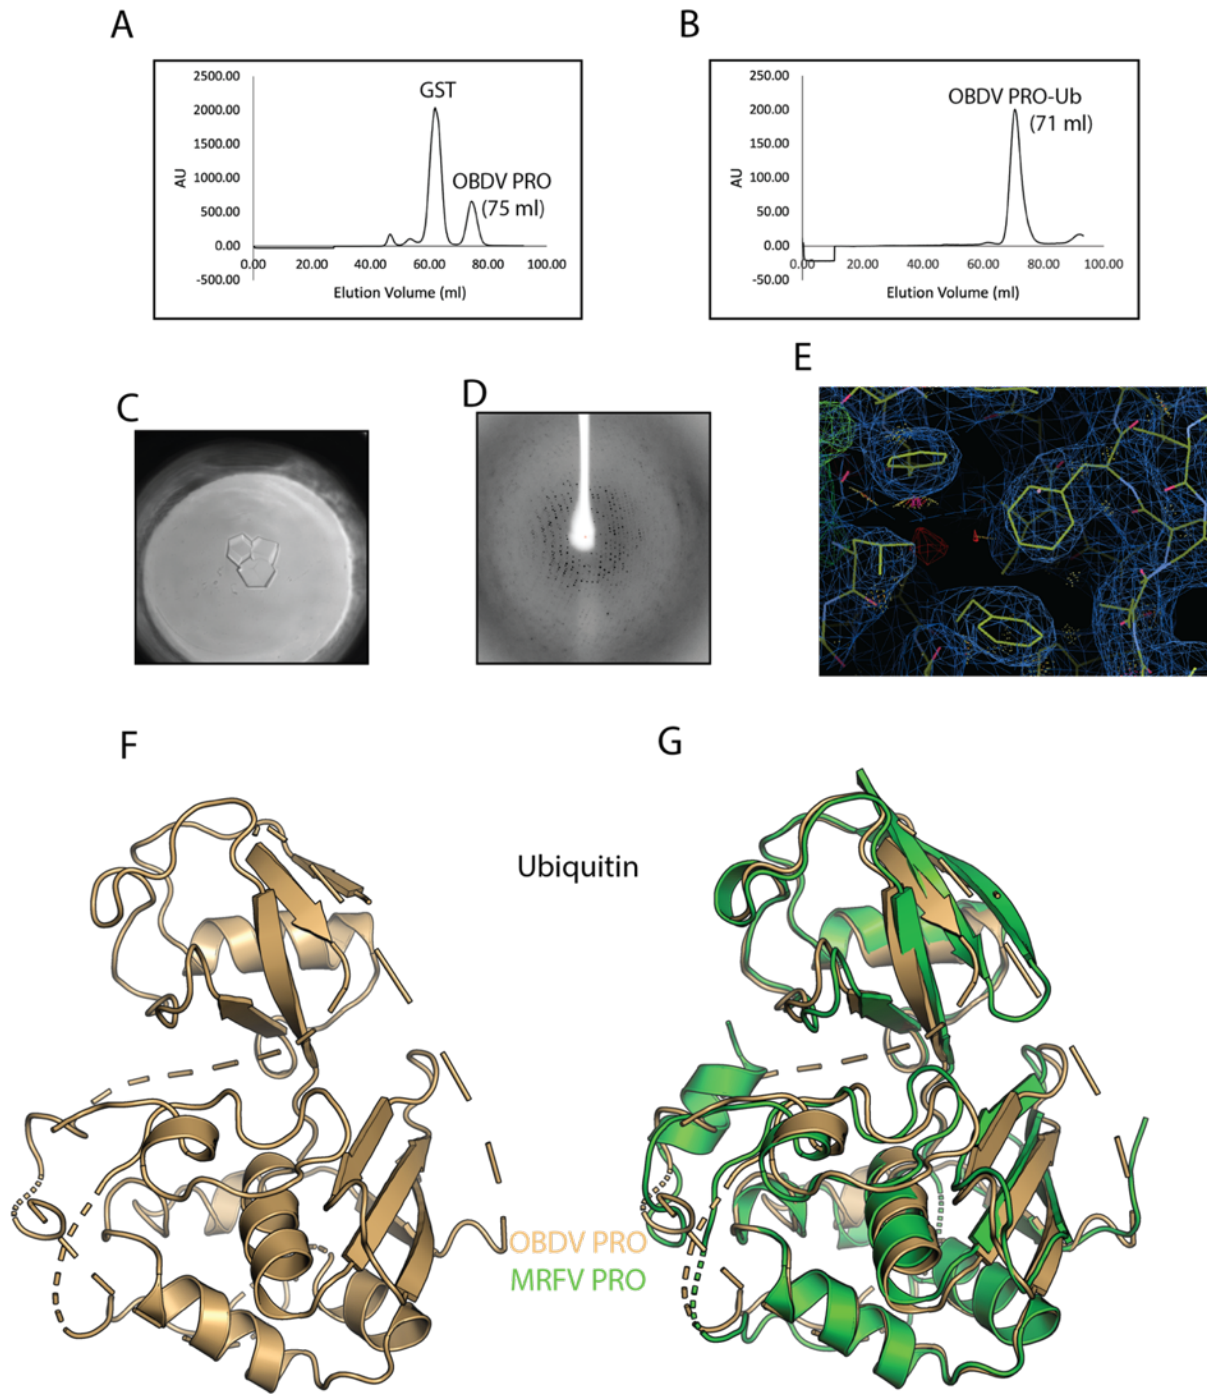 A
B
2500.00
2000.00
1500.00
1000.00
500.00
0.00
-500.00
AU
GST
OBDV PRO
(75 ml)
0.00 20.00 40.00 60.00 80.00 100.00
Elution Volume (ml)
250.00
200.00
150.00
100.00
50.00
0.00
-50.00
AU
OBDV PRO-Ub
(71 ml)
0.00 20.00 40.00 60.00 80.00 100.00
Elution Volume (ml)
C
D
E
F
G
Ubiquitin
OBDV PRO
MRFV PRO